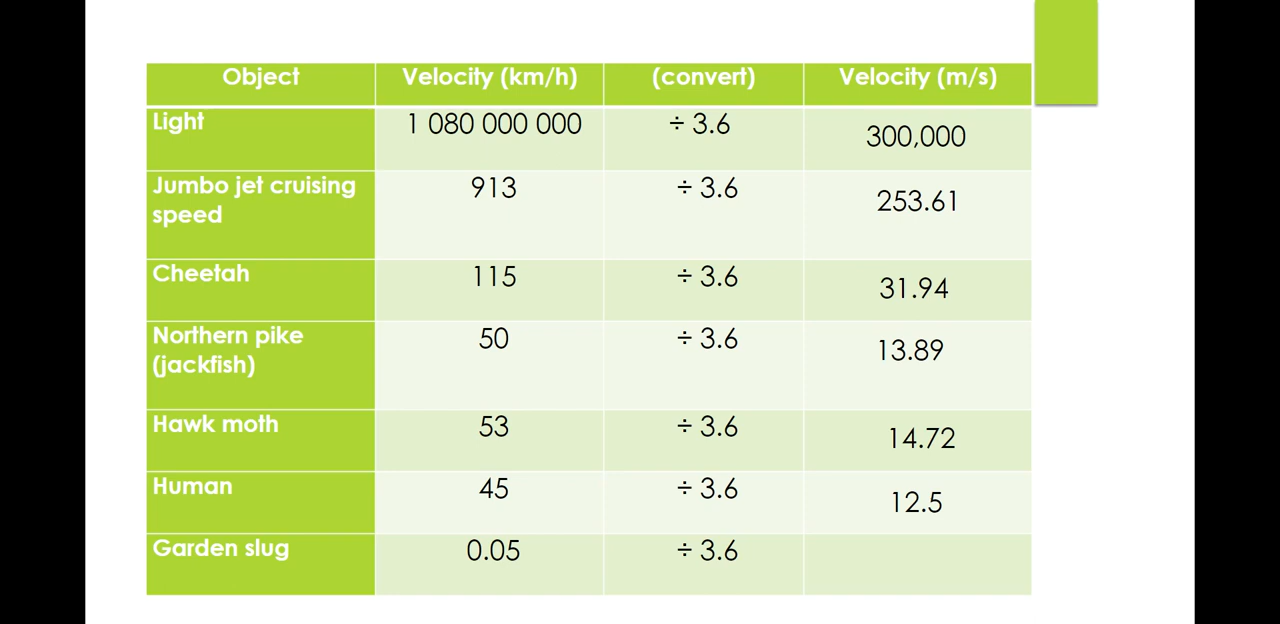 Object Velocity (km/h) (convert) Velocity (m/s)
Light 1 080 000 000 ÷ 3.6 300,000
Jumbo jet cruising 913 ÷ 3.6 253.61
speed
Cheetah 115 ÷ 3.6 31.94
Northern pike 50 ÷ 3.6 13.89
(jackfish)
Hawk moth 53 ÷ 3.6 14.72
Human 45 ÷ 3.6 12.5
Garden slug 0.05 ÷ 3.6